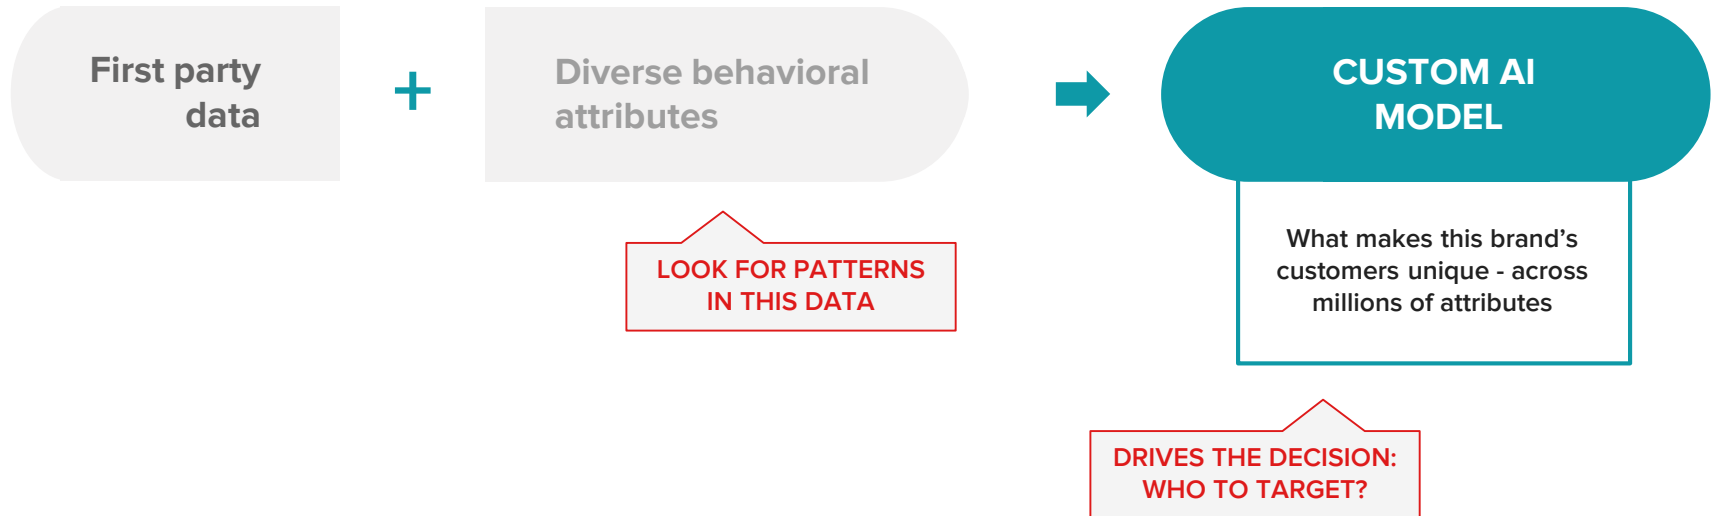 First party
data
+
Diverse behavioral
attributes
CUSTOM AI
MODEL
LOOK FOR PATTERNS
IN THIS DATA
What makes this brand’s
customers unique - across
millions of attributes
DRIVES THE DECISION:
WHO TO TARGET?